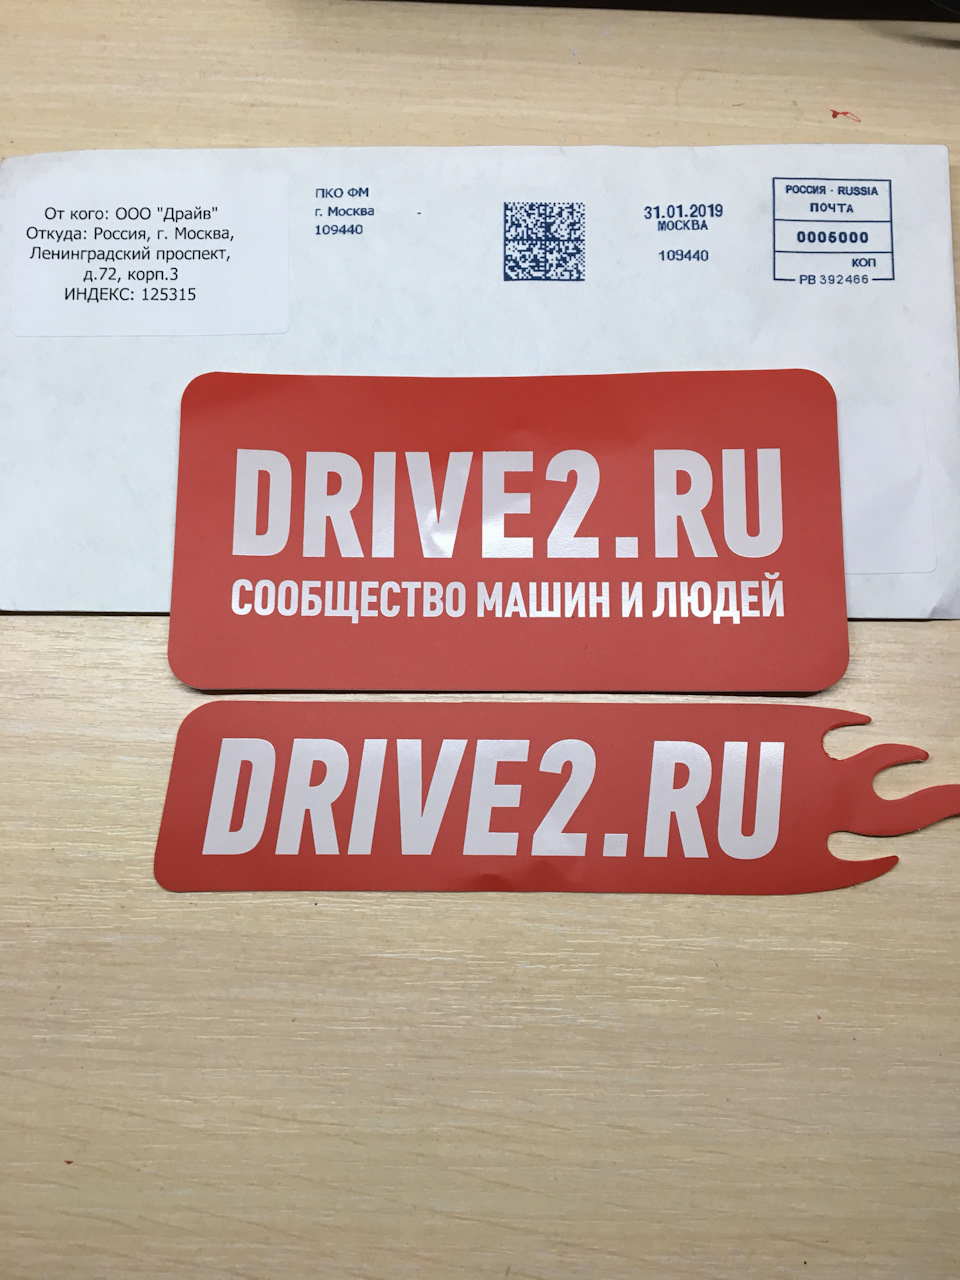 От кого: ООО "Драйв"
Откуда: Россия, г. Москва,
Ленинградский проспект,
д.72, корп.3
ИНДЕКС: 125315
ПКО ФМ
г. Москва
109440
31.01.2019
МОСКВА
109440
РОССИЯ · RUSSIA
ПОЧТА
0005000
КОП
РВ 392466
DRIVE2.RU
СООБЩЕСТВО МАШИН И ЛЮДЕЙ
DRIVE2.RU